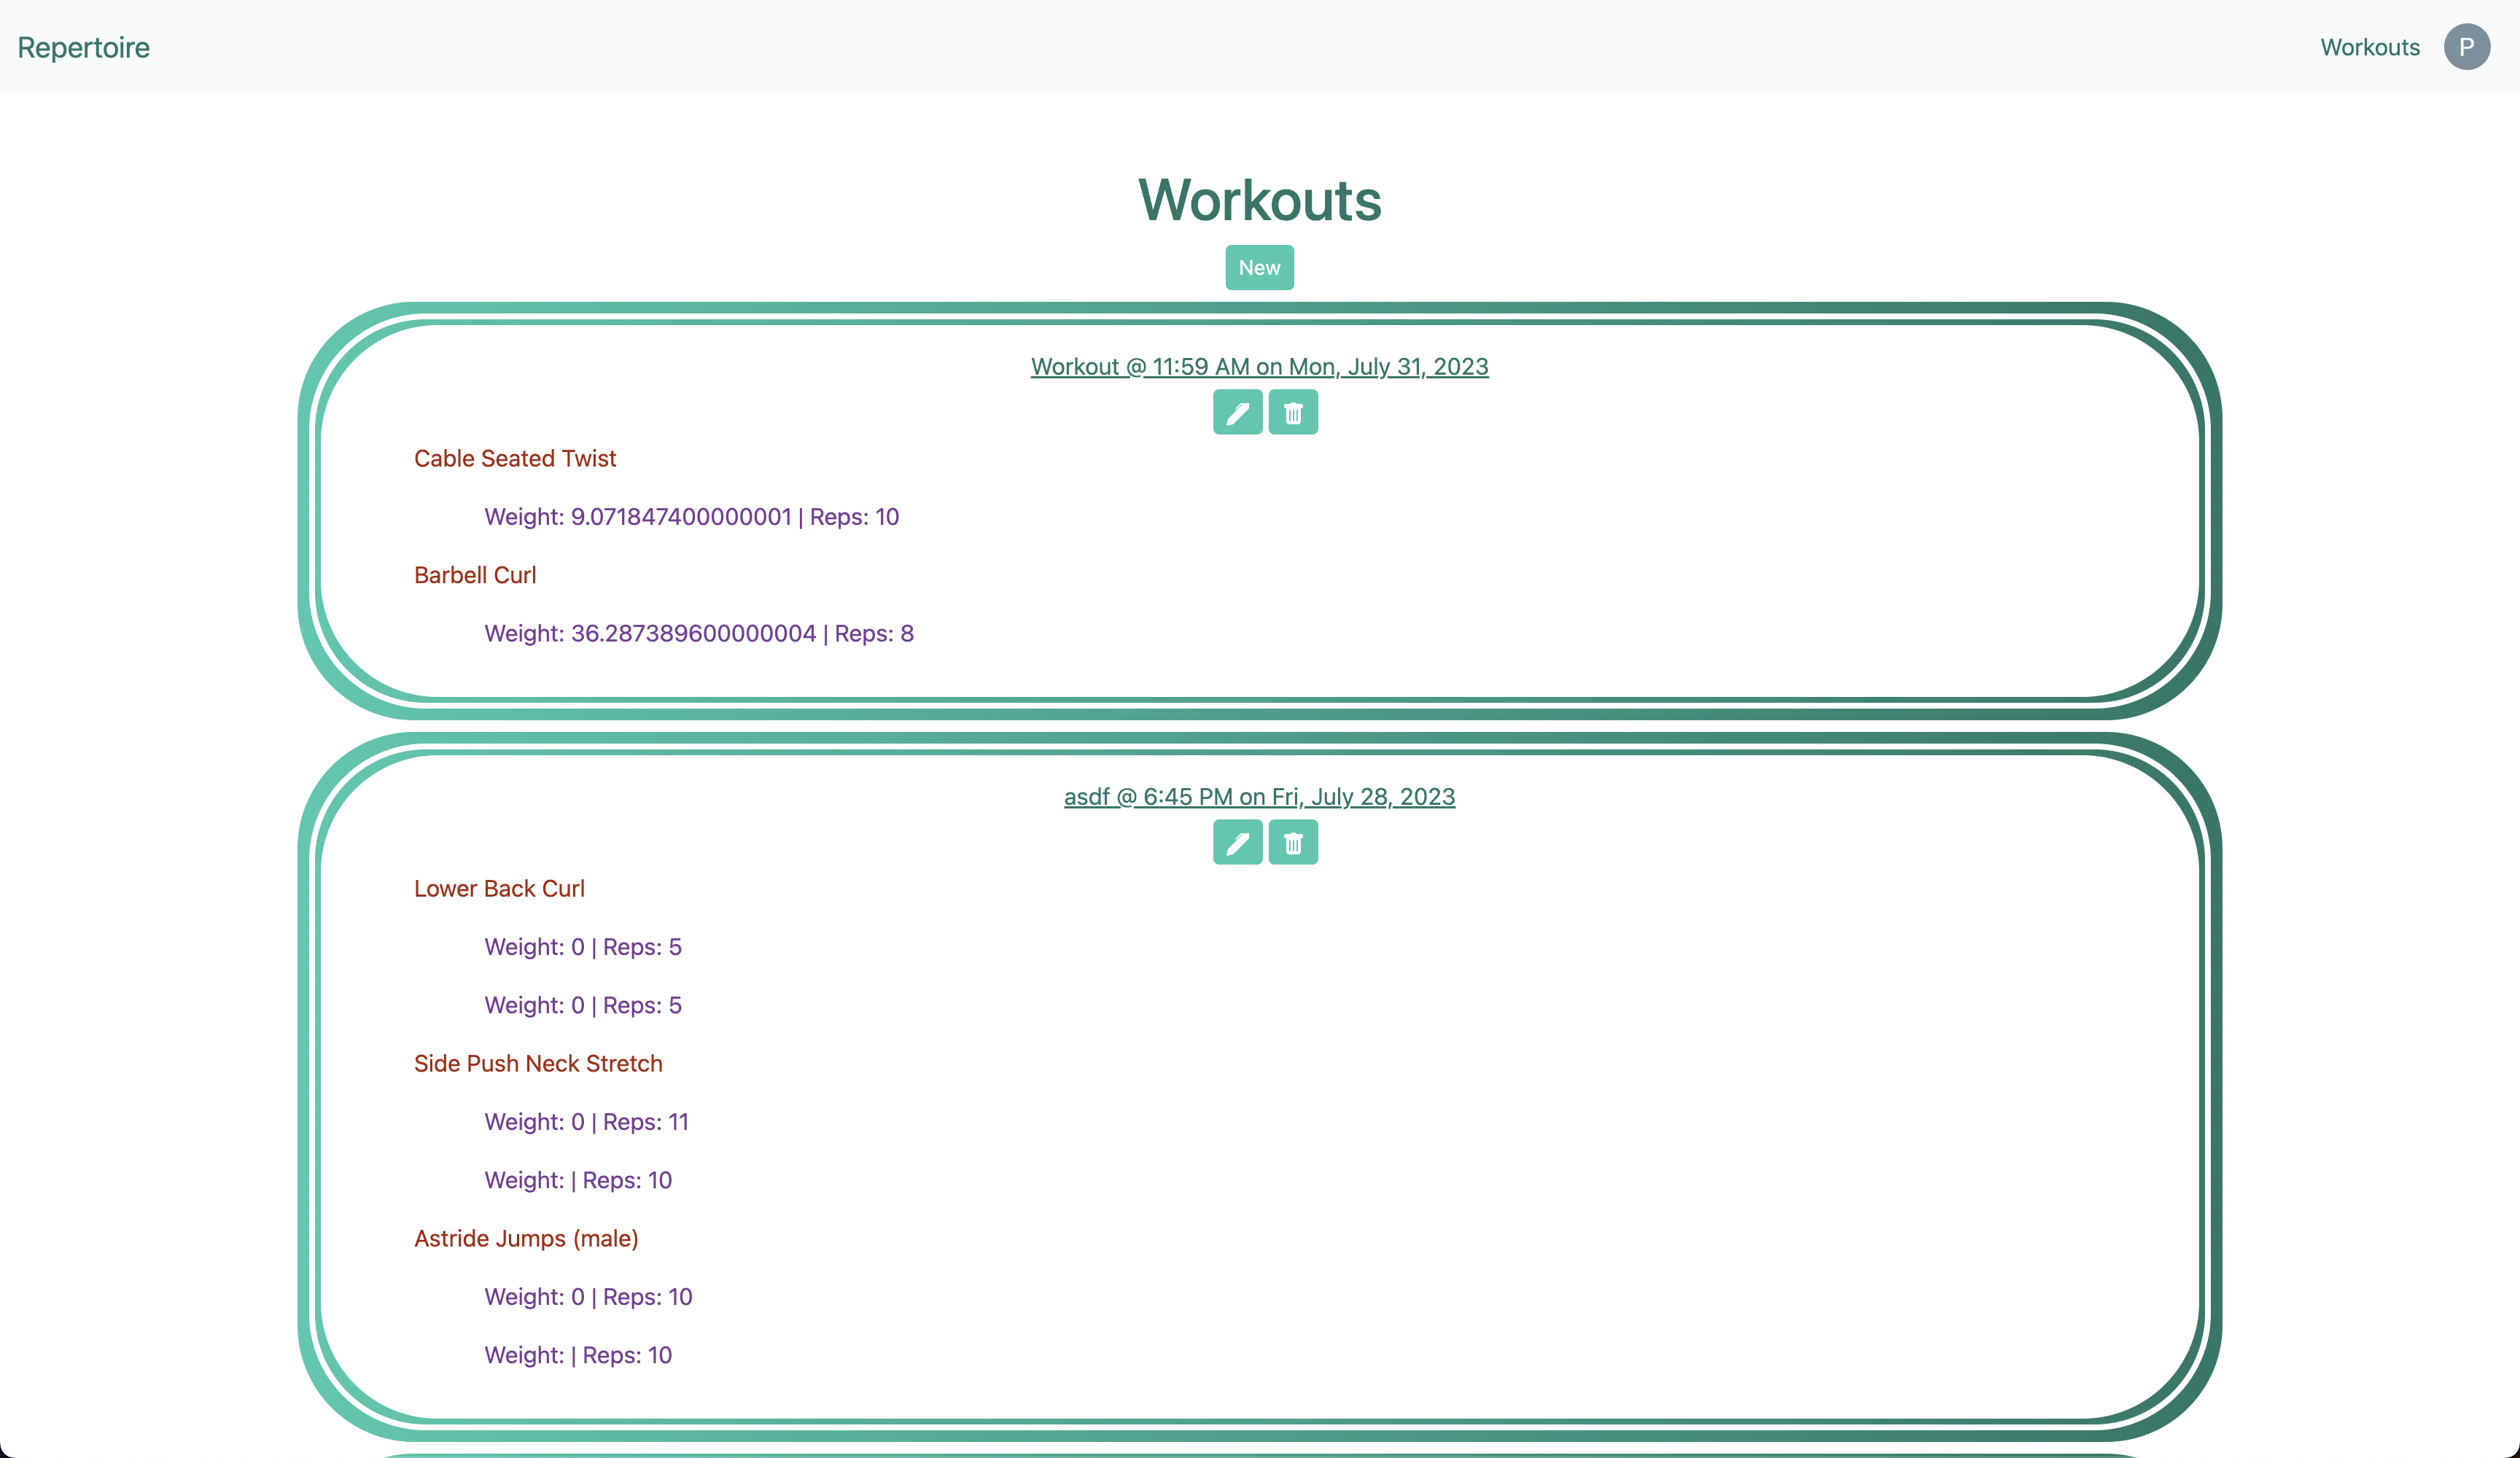 Repertoire
Workouts
P
Workouts
New
Workout @ 11:59 AM on Mon, July 31, 2023
Cable Seated Twist
Weight: 9.071847400000001 | Reps: 10
Barbell Curl
Weight: 36.287389600000004 | Reps: 8
asdf @ 6:45 PM on Fri, July 28, 2023
Lower Back Curl
Weight: 0 | Reps: 5
Weight: 0 | Reps: 5
Side Push Neck Stretch
Weight: 0 | Reps: 11
Weight: | Reps: 10
Astride Jumps (male)
Weight: 0 | Reps: 10
Weight: | Reps: 10